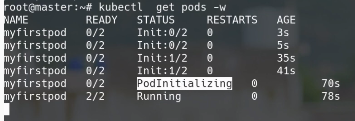 root@master:~# kubectl  get pods -w
NAME         READY   STATUS     RESTARTS   AGE
myfirstpod   0/2     Init:0/2   0          3s
myfirstpod   0/2     Init:0/2   0          5s
myfirstpod   0/2     Init:1/2   0          35s
myfirstpod   0/2     Init:1/2   0          41s
myfirstpod   0/2     PodInitializing   0          70s
myfirstpod   2/2     Running           0          78s